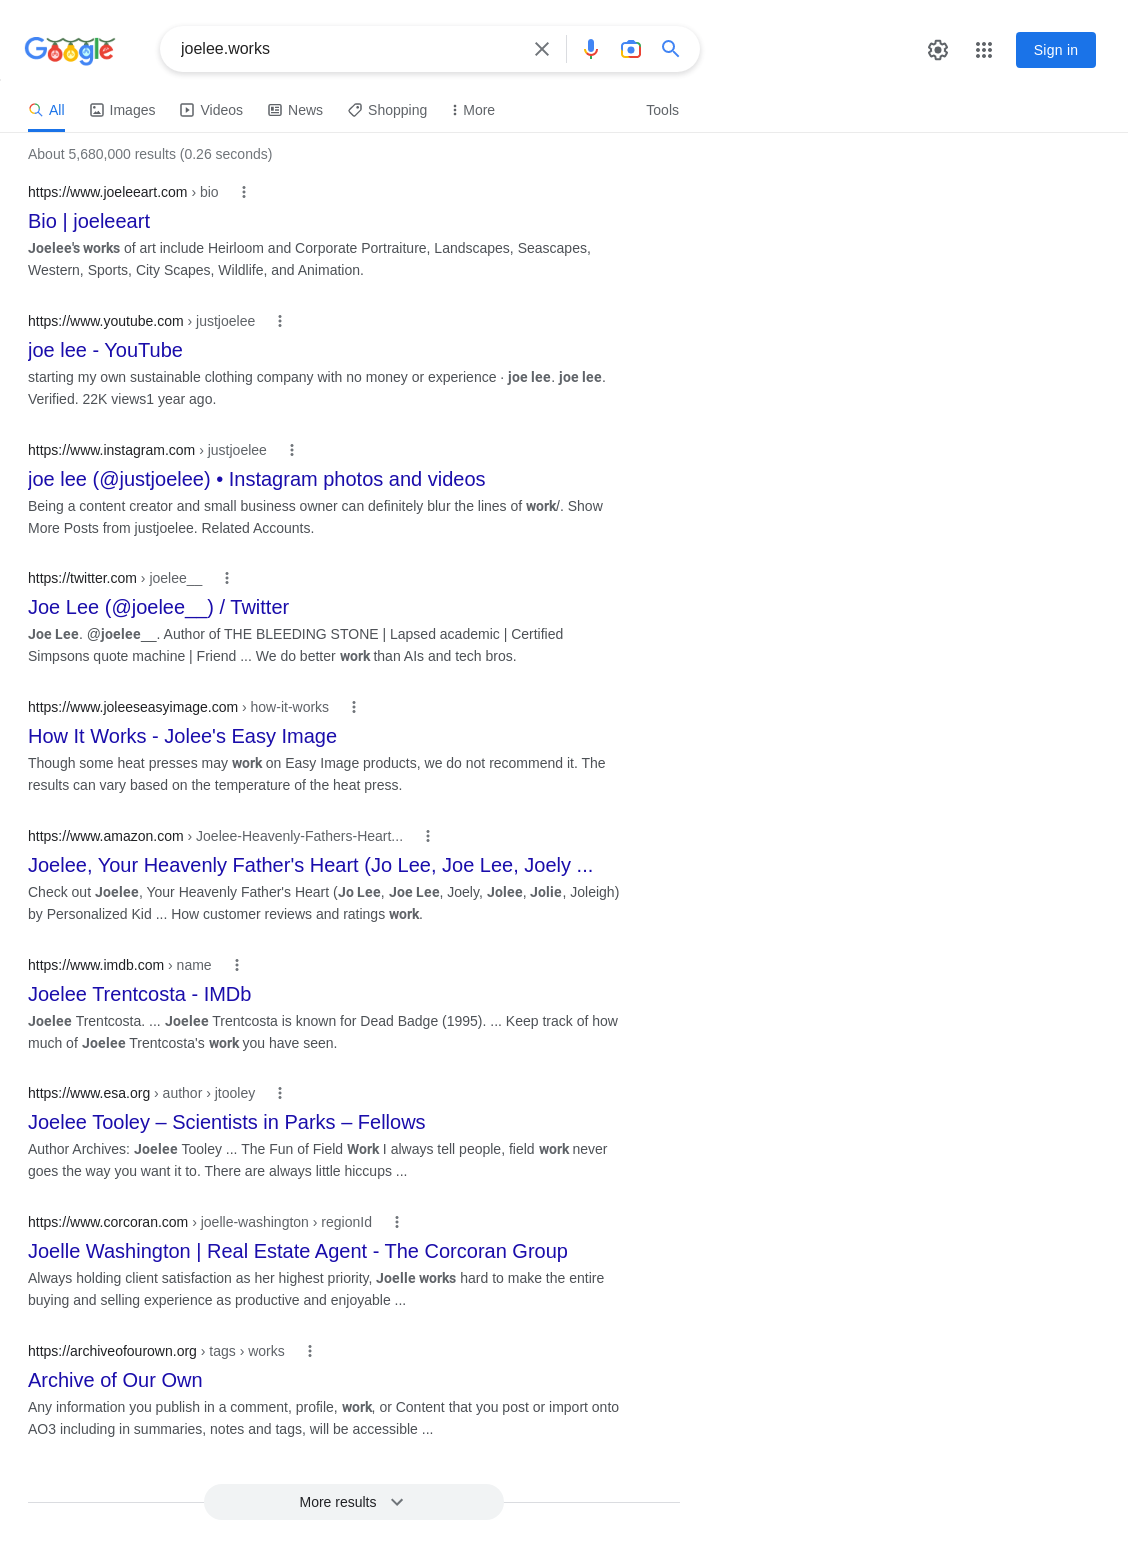 Google
joelee.works
Sign in
All
Images
Videos
News
Shopping
More
Tools
About 5,680,000 results (0.26 seconds)
https://www.joeleeart.com › bio
Bio | joeleeart
Joelee's works of art include Heirloom and Corporate Portraiture, Landscapes, Seascapes,
Western, Sports, City Scapes, Wildlife, and Animation.
https://www.youtube.com › justjoelee
joe lee - YouTube
starting my own sustainable clothing company with no money or experience · joe lee. joe lee.
Verified. 22K views1 year ago.
https://www.instagram.com › justjoelee
joe lee (@justjoelee) • Instagram photos and videos
Being a content creator and small business owner can definitely blur the lines of work/. Show
More Posts from justjoelee. Related Accounts.
https://twitter.com › joelee__
Joe Lee (@joelee__) / Twitter
Joe Lee. @joelee__. Author of THE BLEEDING STONE | Lapsed academic | Certified
Simpsons quote machine | Friend ... We do better work than AIs and tech bros.
https://www.joleeseasyimage.com › how-it-works
How It Works - Jolee's Easy Image
Though some heat presses may work on Easy Image products, we do not recommend it. The
results can vary based on the temperature of the heat press.
https://www.amazon.com › Joelee-Heavenly-Fathers-Heart...
Joelee, Your Heavenly Father's Heart (Jo Lee, Joe Lee, Joely ...
Check out Joelee, Your Heavenly Father's Heart (Jo Lee, Joe Lee, Joely, Jolee, Jolie, Joleigh)
by Personalized Kid ... How customer reviews and ratings work.
https://www.imdb.com › name
Joelee Trentcosta - IMDb
Joelee Trentcosta. ... Joelee Trentcosta is known for Dead Badge (1995). ... Keep track of how
much of Joelee Trentcosta's work you have seen.
https://www.esa.org › author › jtooley
Joelee Tooley – Scientists in Parks – Fellows
Author Archives: Joelee Tooley ... The Fun of Field Work I always tell people, field work never
goes the way you want it to. There are always little hiccups ...
https://www.corcoran.com › joelle-washington › regionId
Joelle Washington | Real Estate Agent - The Corcoran Group
Always holding client satisfaction as her highest priority, Joelle works hard to make the entire
buying and selling experience as productive and enjoyable ...
https://archiveofourown.org › tags › works
Archive of Our Own
Any information you publish in a comment, profile, work, or Content that you post or import onto
AO3 including in summaries, notes and tags, will be accessible ...
More results